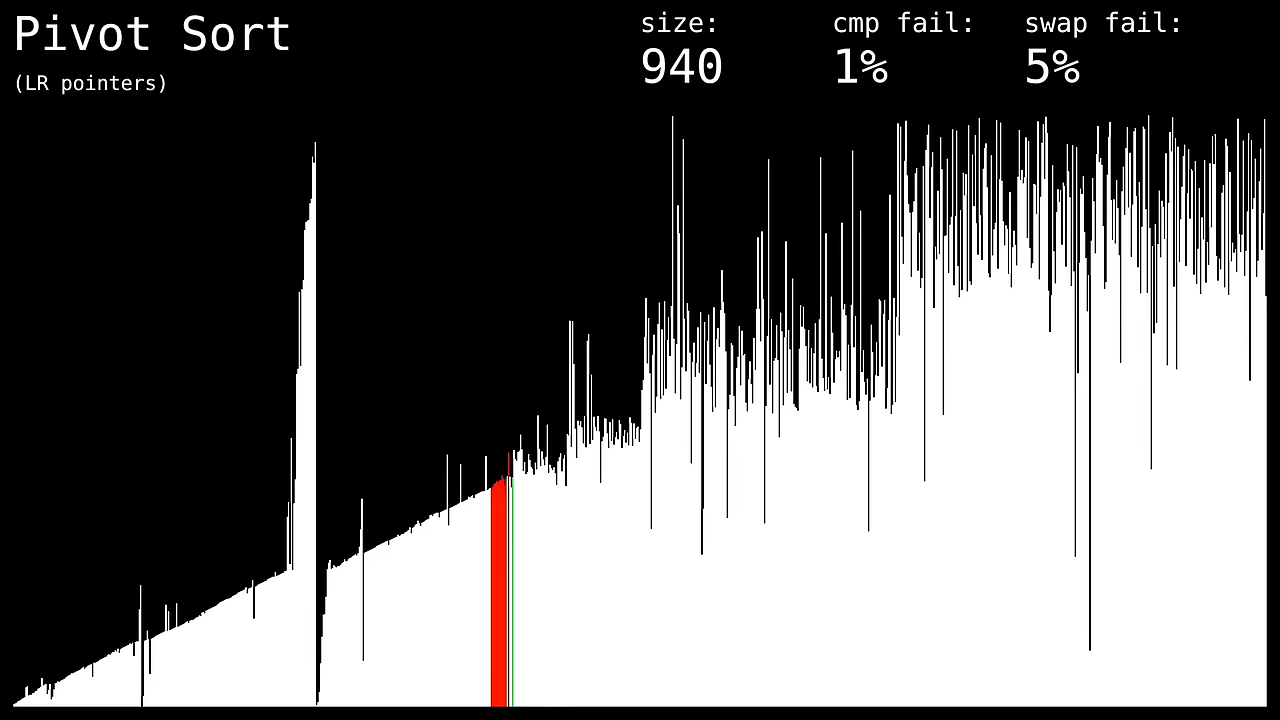 Pivot Sort
(LR pointers)
size:
940
cmp fail:
1%
swap fail:
5%